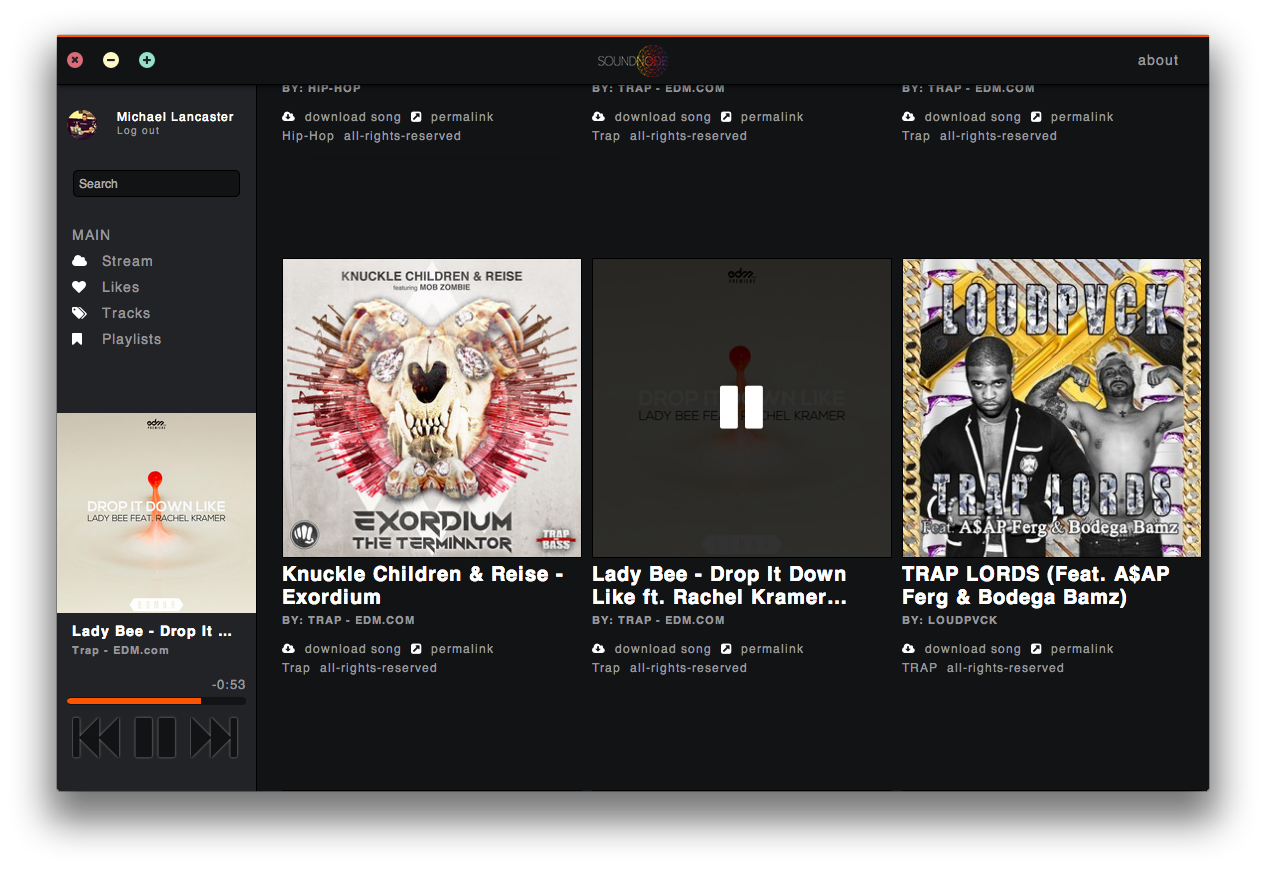 SOUNDNODE
about
Michael Lancaster
Log out
Search
MAIN
Stream
Likes
Tracks
Playlists
edm
PREMIERE
DROP IT DOWN LIKE
LADY BEE FEAT. RACHEL KRAMER
Lady Bee - Drop It ...
Trap - EDM.com
-0:53
BY: HIP-HOP
download song permalink
Hip-Hop all-rights-reserved
BY: TRAP - EDM.COM
download song permalink
Trap all-rights-reserved
BY: TRAP - EDM.COM
download song permalink
Trap all-rights-reserved
KNUCKLE CHILDREN & REISE
featuring MOB ZOMBIE
EXORDIUM
THE TERMINATOR
TRAP
BASS
Knuckle Children & Reise -
Exordium
BY: TRAP - EDM.COM
download song permalink
Trap all-rights-reserved
edm
PREMIERE
DROP IT DOWN LIKE
LADY BEE FEAT. RACHEL KRAMER
Lady Bee - Drop It Down
Like ft. Rachel Kramer...
BY: TRAP - EDM.COM
download song permalink
Trap all-rights-reserved
LOUDPVCK
TRAP LORDS
Feat. A$AP Ferg & Bodega Bamz
TRAP LORDS (Feat. A$AP
Ferg & Bodega Bamz)
BY: LOUDPVCK
download song permalink
TRAP all-rights-reserved